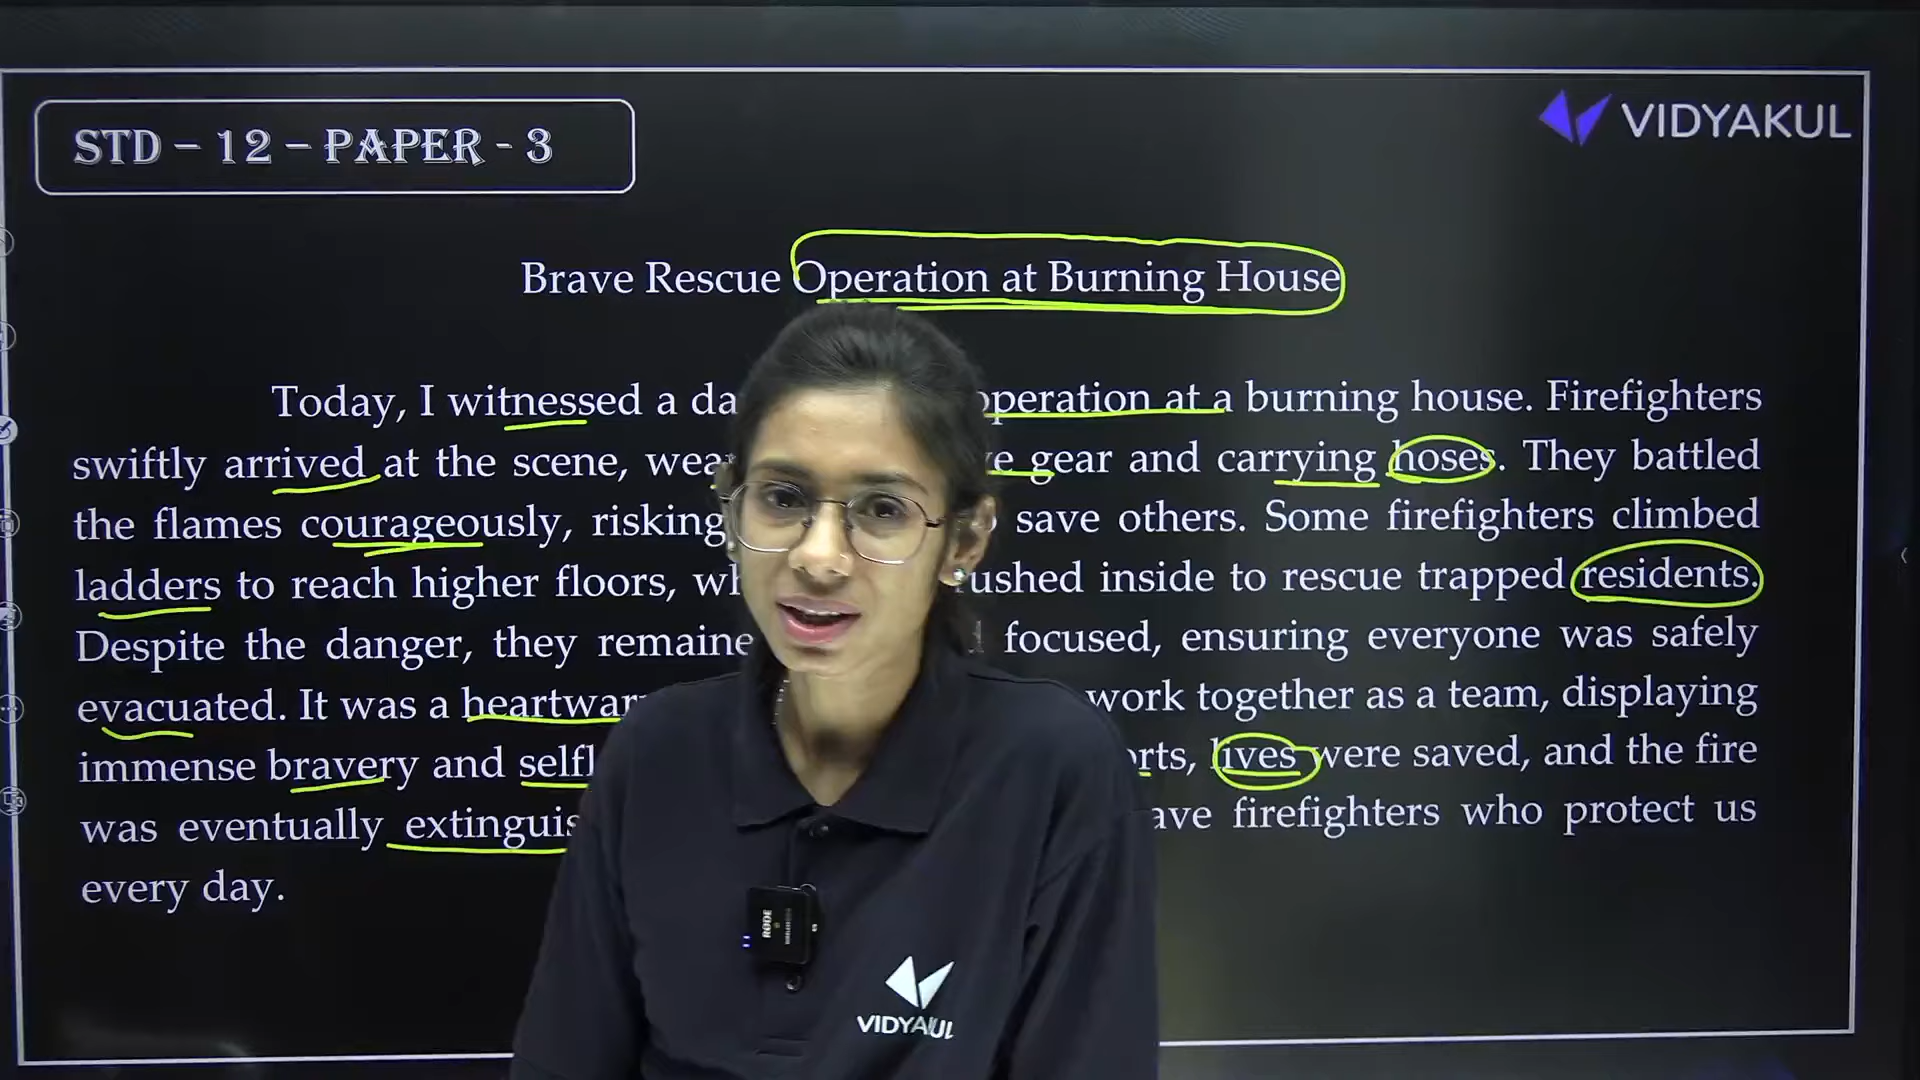 STD – 12 – PAPER - 3
VIDYAKUL
Brave Rescue Operation at Burning House
Today, I witnessed a operation at a burning house. Firefighters
swiftly arrived at the scene, gear and carrying hoses. They battled
the flames courageously, risking save others. Some firefighters climbed
ladders to reach higher floors, inside to rescue trapped residents.
Despite the danger, they focused, ensuring everyone was safely
evacuated. It was a work together as a team, displaying
immense bravery and lives were saved, and the fire
was eventually firefighters who protect us
every day.
RODE
VIDYAKUL